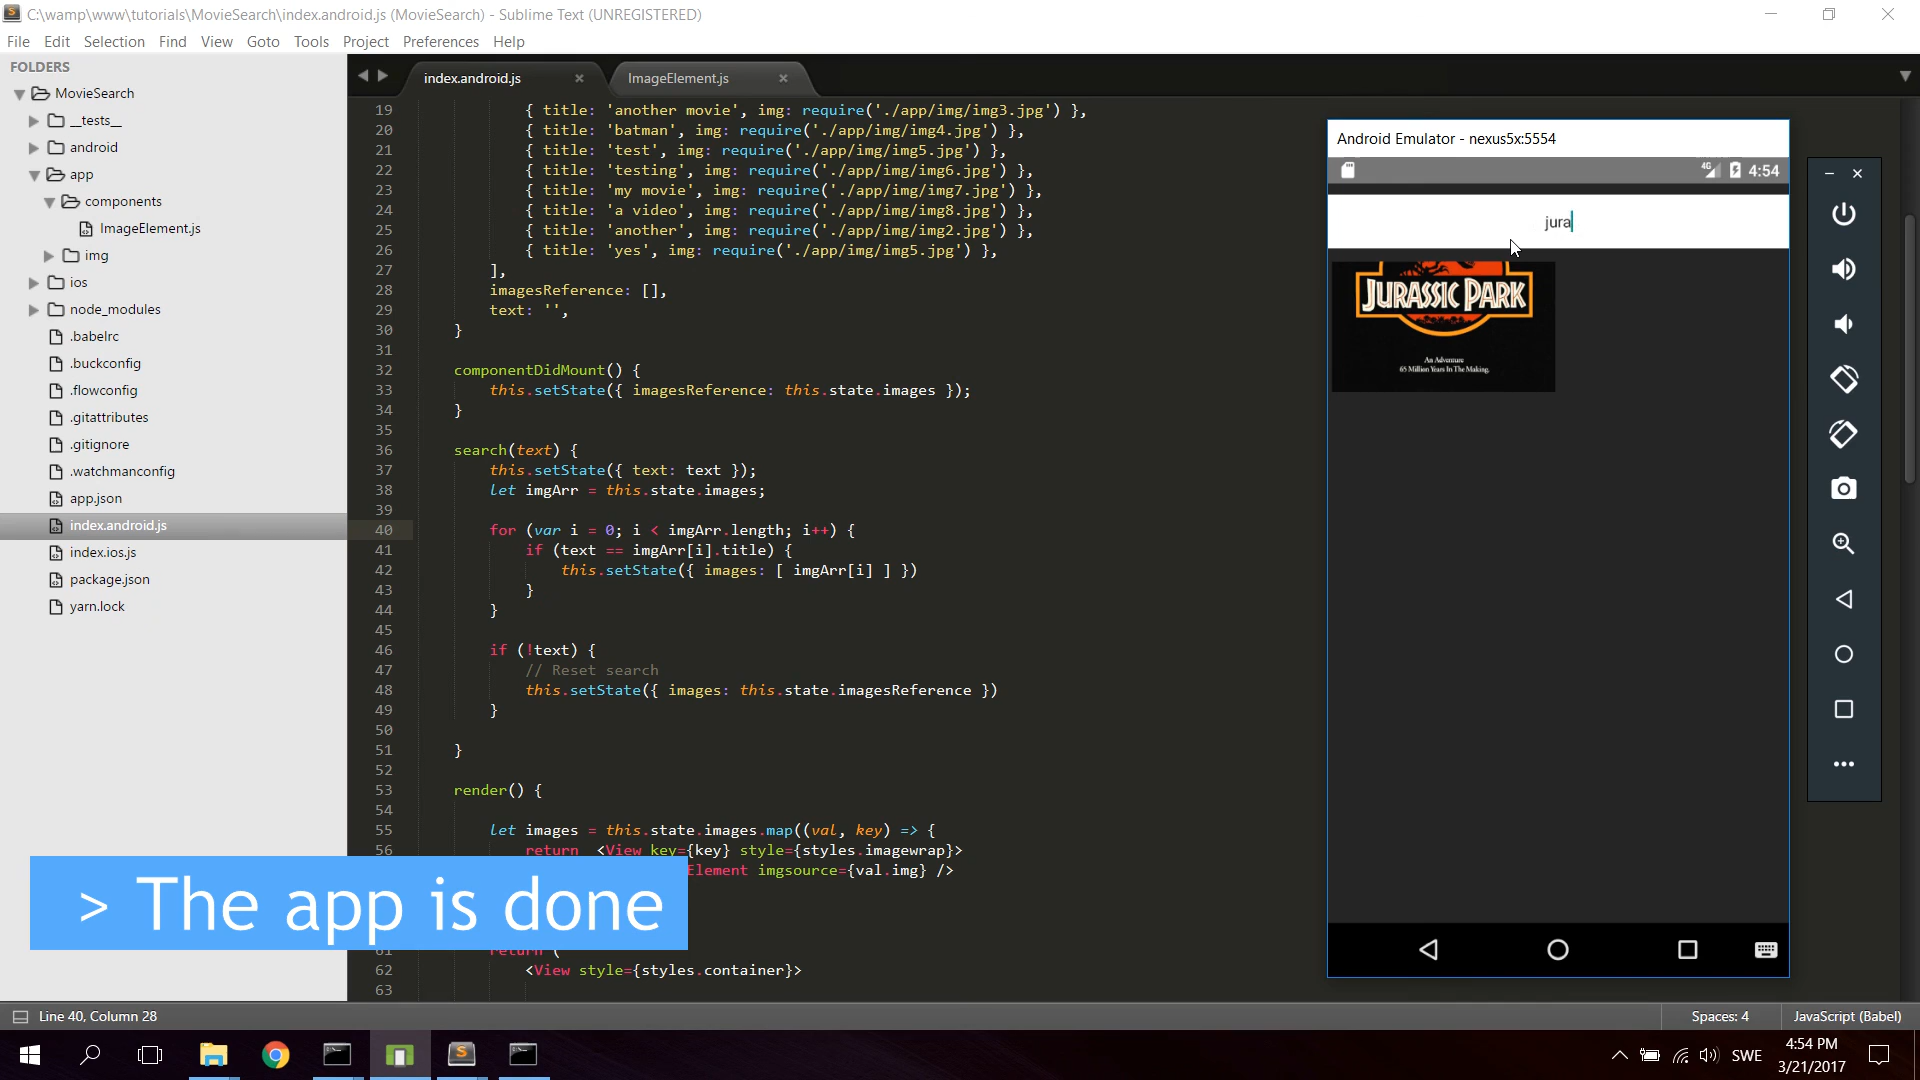 C:\wamp\www\tutorials\MovieSearch\index.android.js (MovieSearch) - Sublime Text (UNREGISTERED)
File Edit Selection Find View Goto Tools Project Preferences Help
FOLDERS
MovieSearch
__tests__
android
app
components
ImageElement.js
img
ios
node_modules
.babelrc
.buckconfig
.flowconfig
.gitattributes
.gitignore
.watchmanconfig
app.json
index.android.js
index.ios.js
package.json
yarn.lock
index.android.js ImageElement.js
19 { title: 'another movie', img: require('./app/img/img3.jpg') },
20 { title: 'batman', img: require('./app/img/img4.jpg') },
21 { title: 'test', img: require('./app/img/img5.jpg') },
22 { title: 'testing', img: require('./app/img/img6.jpg') },
23 { title: 'my movie', img: require('./app/img/img7.jpg') },
24 { title: 'a video', img: require('./app/img/img8.jpg') },
25 { title: 'another', img: require('./app/img/img2.jpg') },
26 { title: 'yes', img: require('./app/img/img5.jpg') },
27 ],
28 imagesReference: [],
29 text: '',
30 }
31
32 componentDidMount() {
33 this.setState({ imagesReference: this.state.images });
34 }
35
36 search(text) {
37 this.setState({ text: text });
38 let imgArr = this.state.images;
39
40 for (var i = 0; i < imgArr.length; i++) {
41 if (text == imgArr[i].title) {
42 this.setState({ images: [ imgArr[i] ] })
43 }
44 }
45
46 if (!text) {
47 // Reset search
48 this.setState({ images: this.state.imagesReference })
49 }
50
51 }
52
53 render() {
54
55 let images = this.state.images.map((val, key) => {
56 return <View key={key} style={styles.imagewrap}>
Element imgsource={val.img} />
61 return (
62 <View style={styles.container}>
63
> The app is done
Android Emulator - nexus5x:5554
4G 4:54
jura
JURASSIC PARK
An Adventure
65 Million Years In The Making.
Line 40, Column 28 Spaces: 4 JavaScript (Babel)
SWE
4:54 PM
3/21/2017